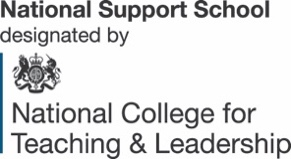 National Support School
designated by
National College for
Teaching & Leadership